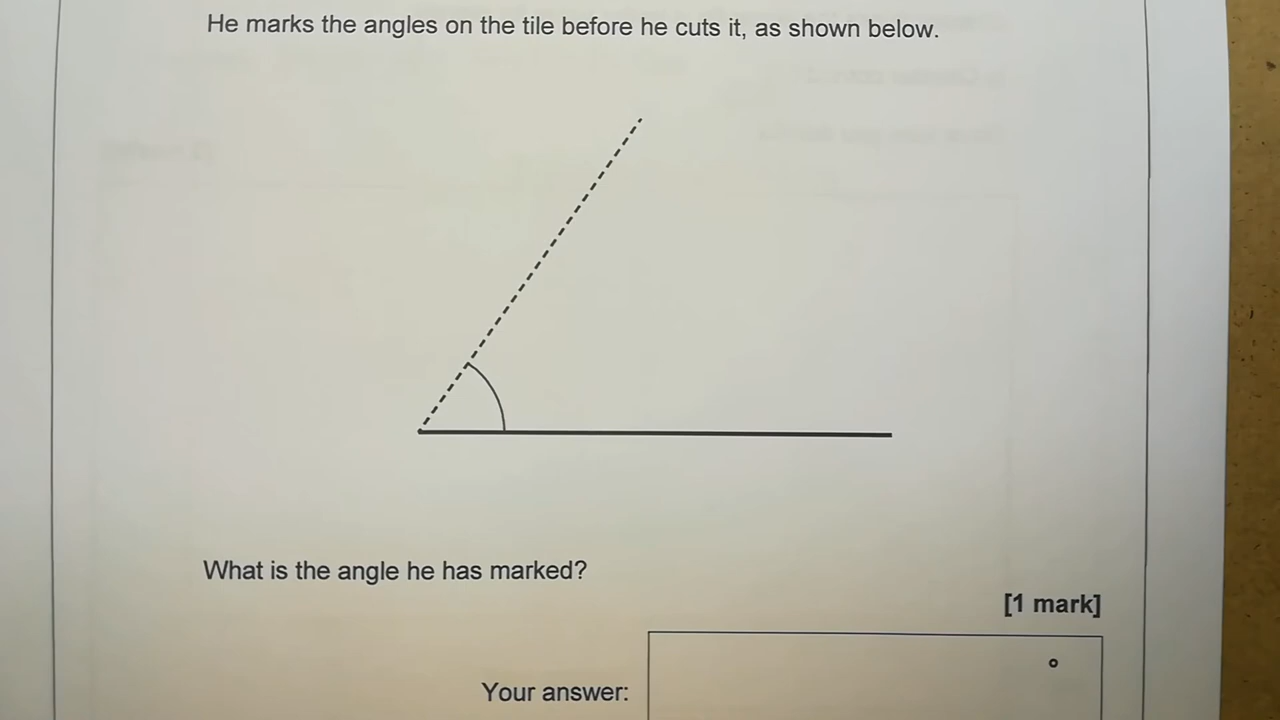 He marks the angles on the tile before he cuts it, as shown below.
What is the angle he has marked?
[1 mark]
Your answer:
°